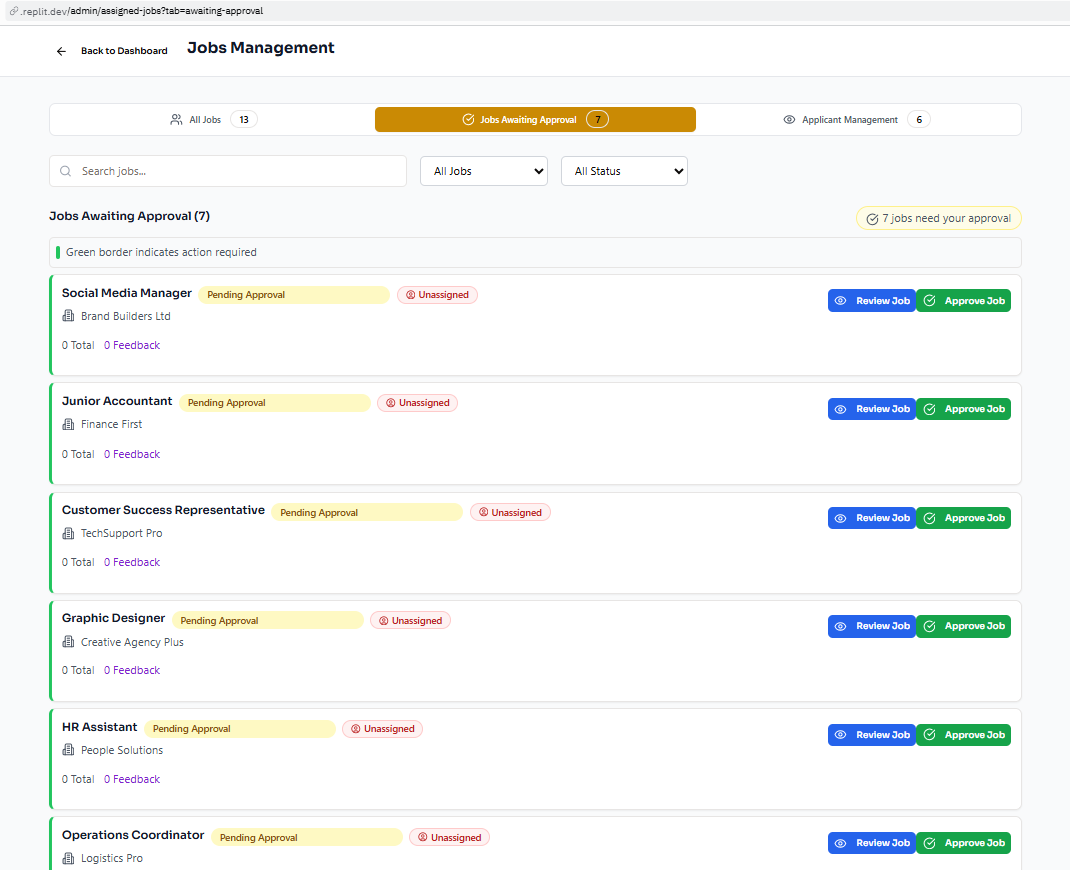 .replit.dev/admin/assigned-jobs?tab=awaiting-approval
Back to Dashboard Jobs Management
All Jobs 13 Jobs Awaiting Approval 7 Applicant Management 6
Search jobs... All Jobs All Status
Jobs Awaiting Approval (7) 7 jobs need your approval
Green border indicates action required
Social Media Manager Pending Approval Unassigned Review Job Approve Job
Brand Builders Ltd
0 Total 0 Feedback
Junior Accountant Pending Approval Unassigned Review Job Approve Job
Finance First
0 Total 0 Feedback
Customer Success Representative Pending Approval Unassigned Review Job Approve Job
TechSupport Pro
0 Total 0 Feedback
Graphic Designer Pending Approval Unassigned Review Job Approve Job
Creative Agency Plus
0 Total 0 Feedback
HR Assistant Pending Approval Unassigned Review Job Approve Job
People Solutions
0 Total 0 Feedback
Operations Coordinator Pending Approval Unassigned Review Job Approve Job
Logistics Pro